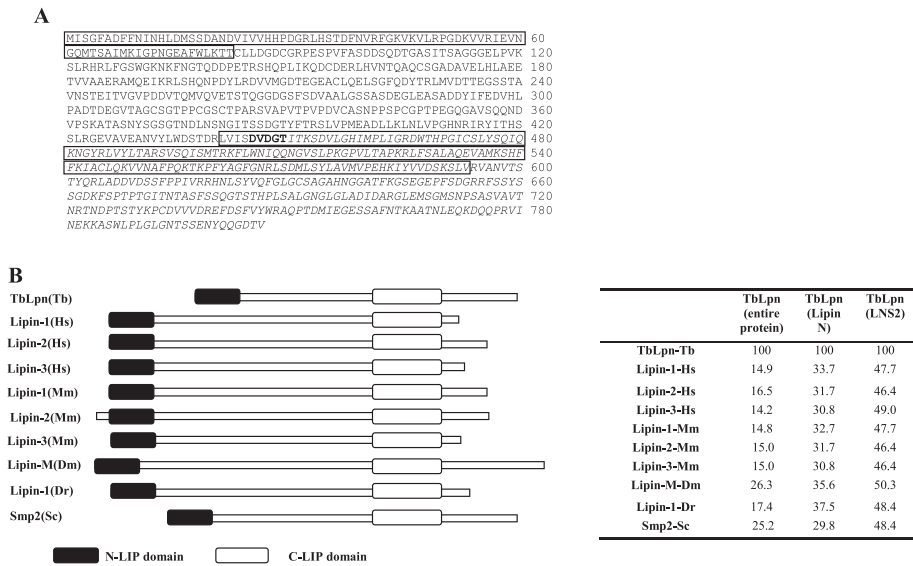 A
MISGFADFFNINHLDMSSDANDVIVVHHPDGRLHSTDFNVRFGKVKVLRPGDKVVRIEVN 60
GQMTSAIMKIGPNGEAFWLKTTCLLDGDCGRPESPVFASDDSQDTGASITSAGGGELPVK 120
SLRHRLFGSWGKNKFNGTQDDPETRSHQPLIKQDCDERLHVNTQAQCSGADAVELHLAEE 180
TVVAAERAMQEIKRLSHQNPDYLRDVVMGDTEGEACLQELSGFQDYTRLMVDTTEGSSTA 240
VNSTEITVGVPDDVTQMVQVETSTQGGDGSFSDVAALGSSASDEGLEASADDYIFEDVHL 300
PADTDEGVTAGCSGTPPCGSCTPARSVAPVTPVPDVCASNPPSPCGPTPEGQGAVSQQND 360
VPSKATASNYSGSGTNDLNSNGITSSDGTYFTRSLVPMEADLLKLNLVPGHNRIRYITHS 420
SLRGEVAVEANVYLWDSTDRLVISDVDGTITKSDVLGHIMPLIGRDWTHPGICSLYSQIQ 480
KNGYRLVYLTARSVSQISMTRKFLWNIQQNGVSLPKGPVLTAPKRLFSALAQEVAMKSHF 540
FKIACLQKVVNAFPQKTKPFYAGFGNRLSDMLSYLAVMVPEHKIYVVDSKSLVRVANVTS 600
TYQRLADDVDSSFPPIVRRHNLSYVQFGLGCSAGAHNGGATFKGSEGEPFSDGRRFSSYS 660
SGDKFSPTPTGITNTASFSSQGTSTHPLSALGNGLGLADIDARGLEMSGMSNPSASVAVT 720
NRTNDPTSTYKPCDVVVDREFDSFVYWRAQPTDMIEGESSAFNTKAATNLEQKDQQPRVI 780
NEKKASWLPLGLGNTSSENYQQGDTV
B
TbLpn(Tb)
Lipin-1(Hs)
Lipin-2(Hs)
Lipin-3(Hs)
Lipin-1(Mm)
Lipin-2(Mm)
Lipin-3(Mm)
Lipin-M(Dm)
Lipin-1(Dr)
Smp2(Sc)
N-LIP domain C-LIP domain
TbLpn TbLpn TbLpn
(entire (Lipin (LNS2)
protein) N)
TbLpn-Tb 100 100 100
Lipin-1-Hs 14.9 33.7 47.7
Lipin-2-Hs 16.5 31.7 46.4
Lipin-3-Hs 14.2 30.8 49.0
Lipin-1-Mm 14.8 32.7 47.7
Lipin-2-Mm 15.0 31.7 46.4
Lipin-3-Mm 15.0 30.8 46.4
Lipin-M-Dm 26.3 35.6 50.3
Lipin-1-Dr 17.4 37.5 48.4
Smp2-Sc 25.2 29.8 48.4